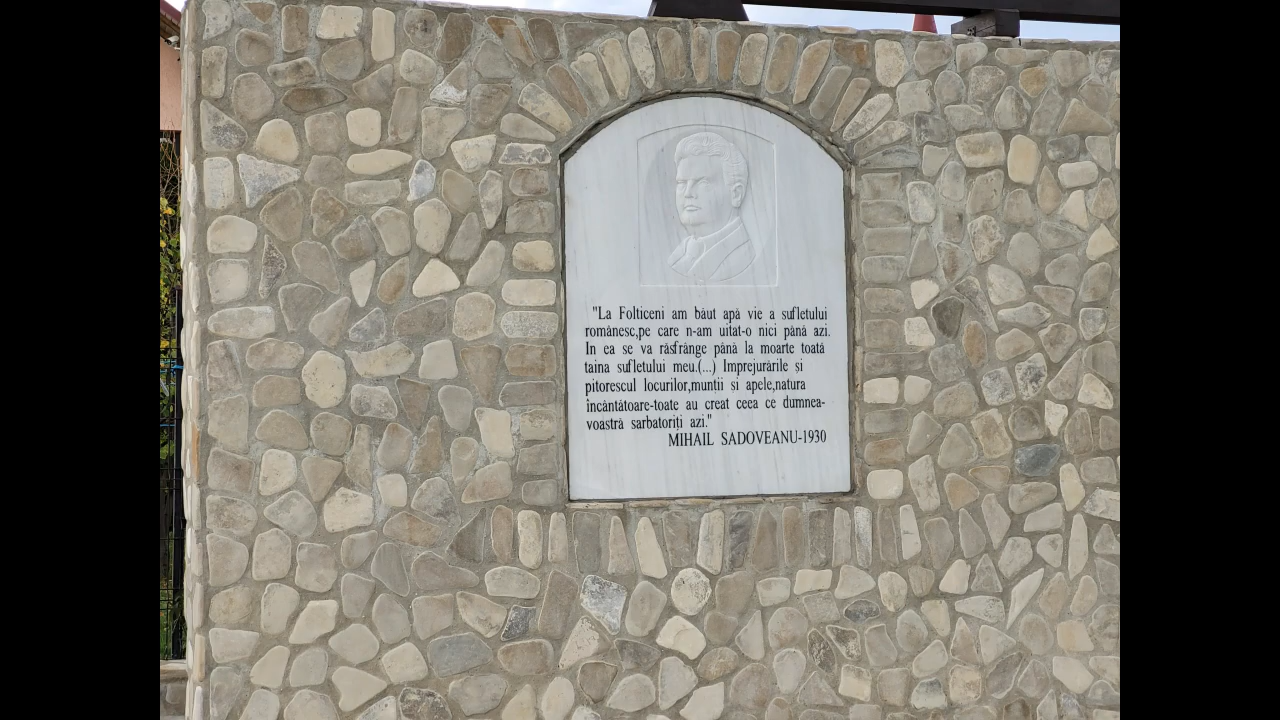 "La Folticeni am băut apă vie a sufletului
românesc,pe care n-am uitat-o nici până azi.
In ea se va răsfrânge până la moarte toată
taina sufletului meu.(...) Imprejurările și
pitorescul locurilor,muntii si apele,natura
încântătoare-toate au creat ceea ce dumnea-
voastră sarbatoriți azi."
MIHAIL SADOVEANU-1930